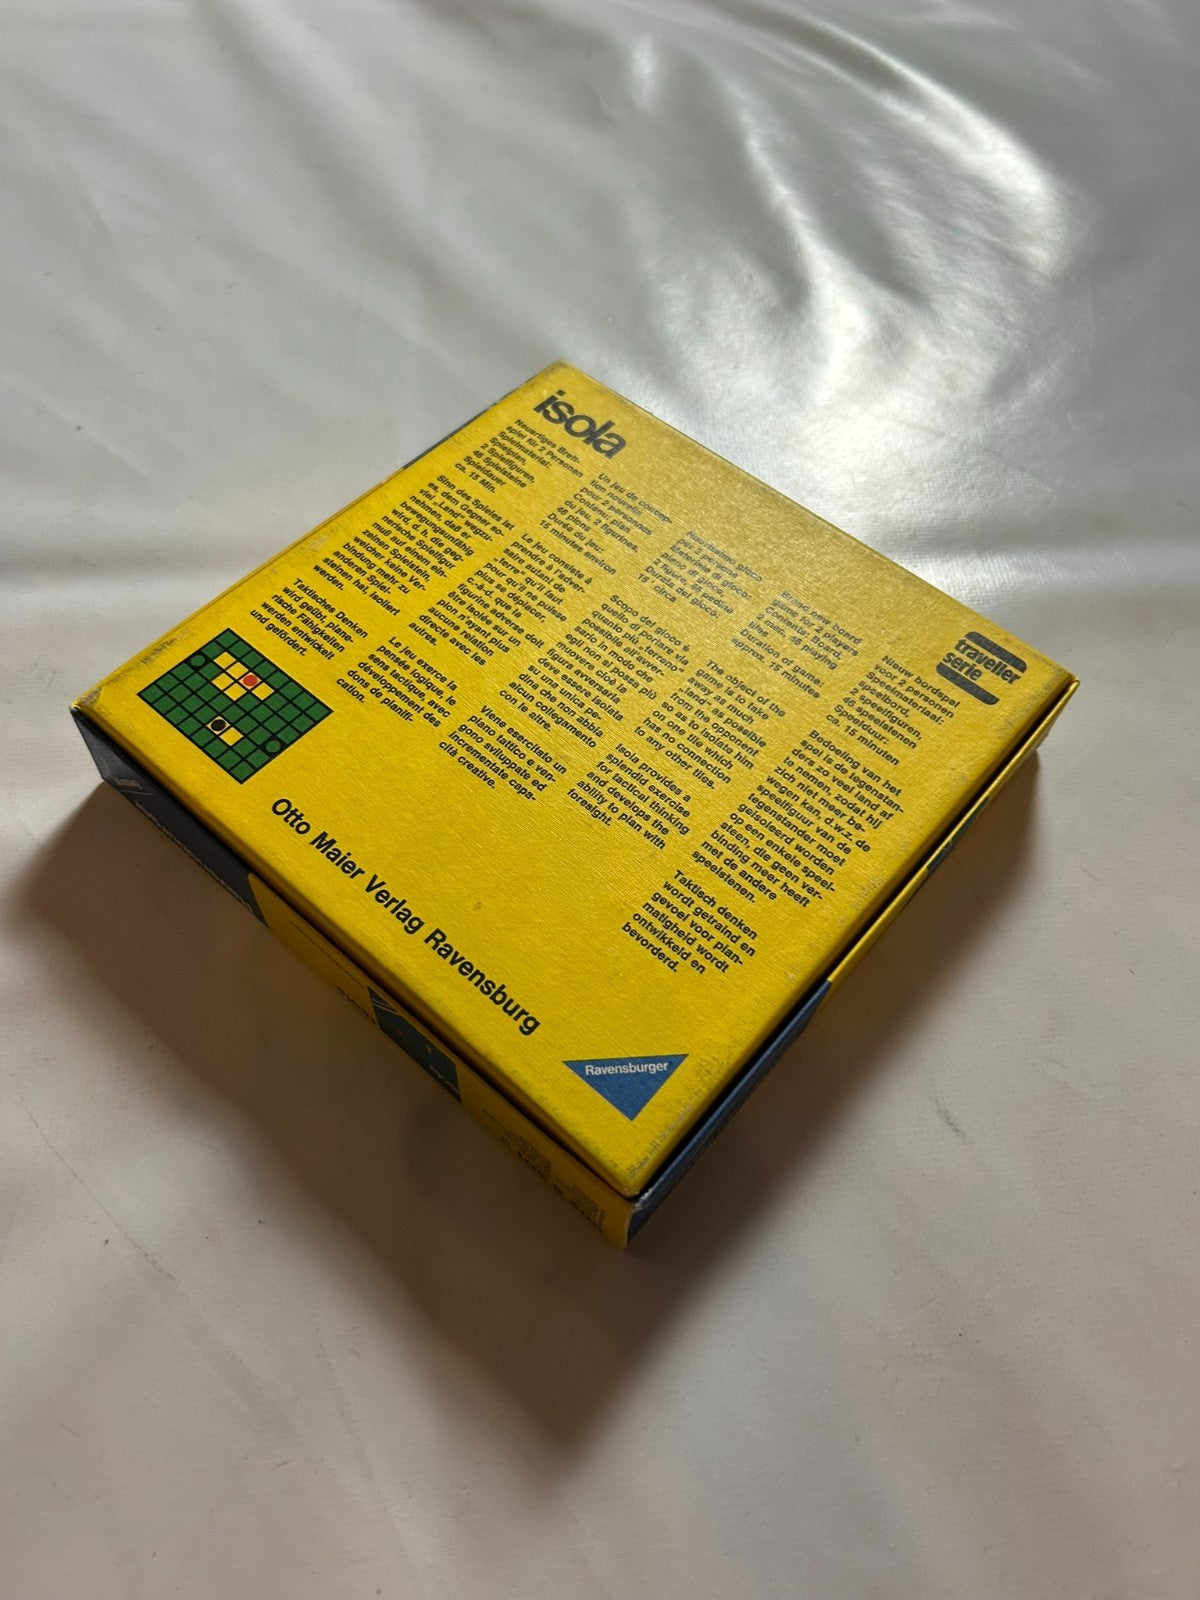 isola
Neuartiges Brett-
spiel für 2 Personen
Spielmaterial:
1 Spielplan,
2 Spielfiguren,
46 Spielsteine
Spieldauer
ca. 15 Min.
Sinn des Spieles ist
es, dem Gegner so-
viel „Land“ wegzu-
nehmen, daß er
bewegungsunfähig
wird, d. h. die geg-
nerische Spielfigur
muß auf einem ein-
zelnen Spielstein,
welcher keine Ver-
bindung mehr zu
anderen Spiel-
steinen hat, isoliert
werden.
Taktisches Denken
wird geübt, plane-
rische Fähigkeiten
werden entwickelt
und gefördert.
Un jeu de
tion nouvelle
pour 2 personnes
Contenu: plan
du jeu, 2 figurines,
46 pions
Durée du jeu:
15 minutes environ
Le jeu consiste à
prendre à l'adver-
saire autant de
„terre“ qu'il faut
pour qu'il ne puisse
plus se déplacer,
c.-à-d. que la
figurine adverse doit
être isolée sur un
pion n'ayant plus
aucune relation
directe avec les
autres.
Le jeu exerce la
pensée logique, le
sens tactique, avec
développement des
dons de planifi-
cation.
gioco
per 2 persone
piano di gioco,
2 figure, 46 pedine
Durata del gioco:
15 minuti circa
Scopo del gioco è
quello di portare via
quanto più „terreno“
possibile all'avver-
sario in modo che
egli non si possa più
muovere cioè la
figura avversaria
deve essere isolata
su una unica pe-
dina che non abbia
alcun collegamento
con le altre.
Viene esercitato un
piano tattico e ven-
gono sviluppate ed
incrementate capa-
cità creative.
Brand new board
game for 2 players
Contents: Board,
2 men, 46 playing
tiles
Duration of game:
approx. 15 minutes
The object of the
game is to take
away as much
„land“ as possible
from the opponent
so as to isolate him
on one tile which
has no connection
to any other tiles.
Isola provides a
splendid exercise
for tactical thinking
and develops the
ability to plan with
foresight.
Nieuw bordspel
voor 2 personen
Spelmateriaal:
speelbord,
2 speelfiguren,
46 speelstenen
Speelduur:
ca. 15 minuten
Bedoeling van het
spel is de tegenstan-
ders zo veel land af
te nemen, zodat hij
zich niet meer be-
wegen kan, d.w.z. de
speelfiguur van de
tegenstander moet
geïsoleerd worden
op een enkele speel-
steen, die geen ver-
binding meer heeft
met de andere
speelstenen.
Taktisch denken
wordt getraind en
gevoel voor plan-
matigheid wordt
ontwikkeld en
bevorderd.
traveller
serie
Otto Maier Verlag Ravensburg
Ravensburger